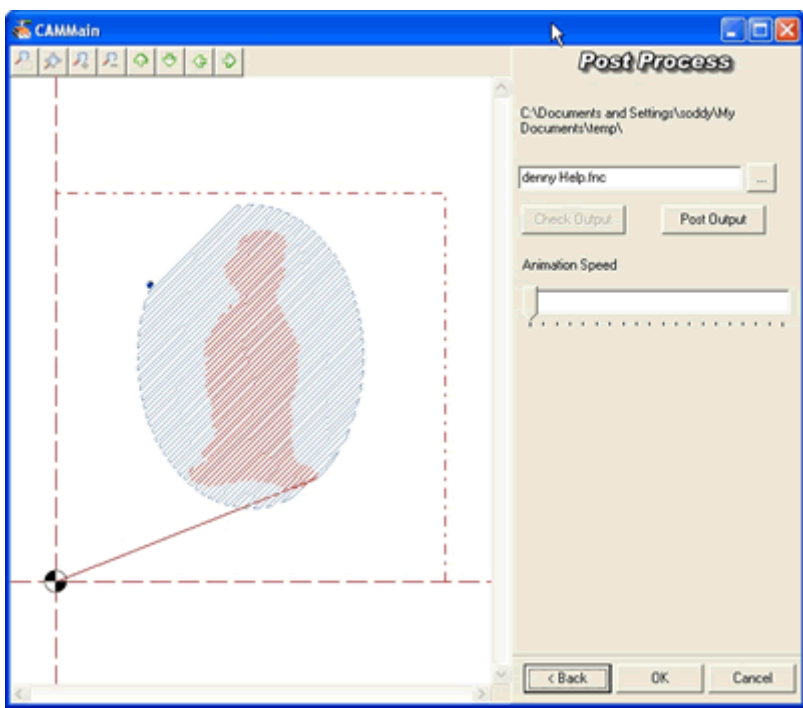 CAMMain
Post Process
C:\Documents and Settings\soddy\My
Documents\temp\
denny Help.fnc
...
Check Output
Post Output
Animation Speed
< Back
OK
Cancel